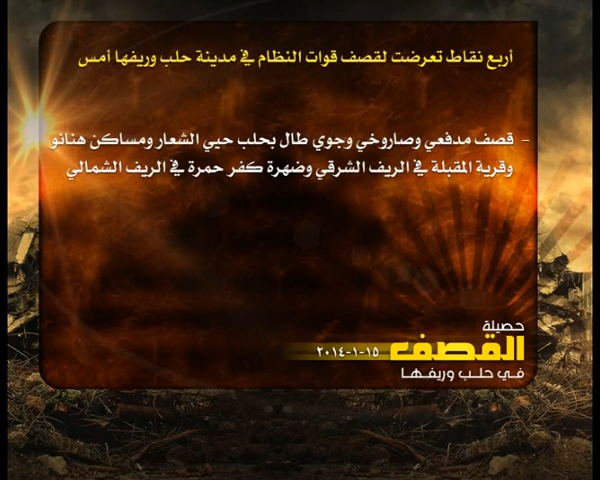 أربع نقاط تعرضت لقصف قوات النظام في مدينة حلب وريفها أمس
- قصف مدفعي وصاروخي وجوي طال بحلب حيي الشعار ومساكن هنانو
وقرية المقبلة في الريف الشرقي وضهرة كفر حمرة في الريف الشمالي
حصيلة
القصف ١٥-١-٢٠١٤
في حلب وريفها